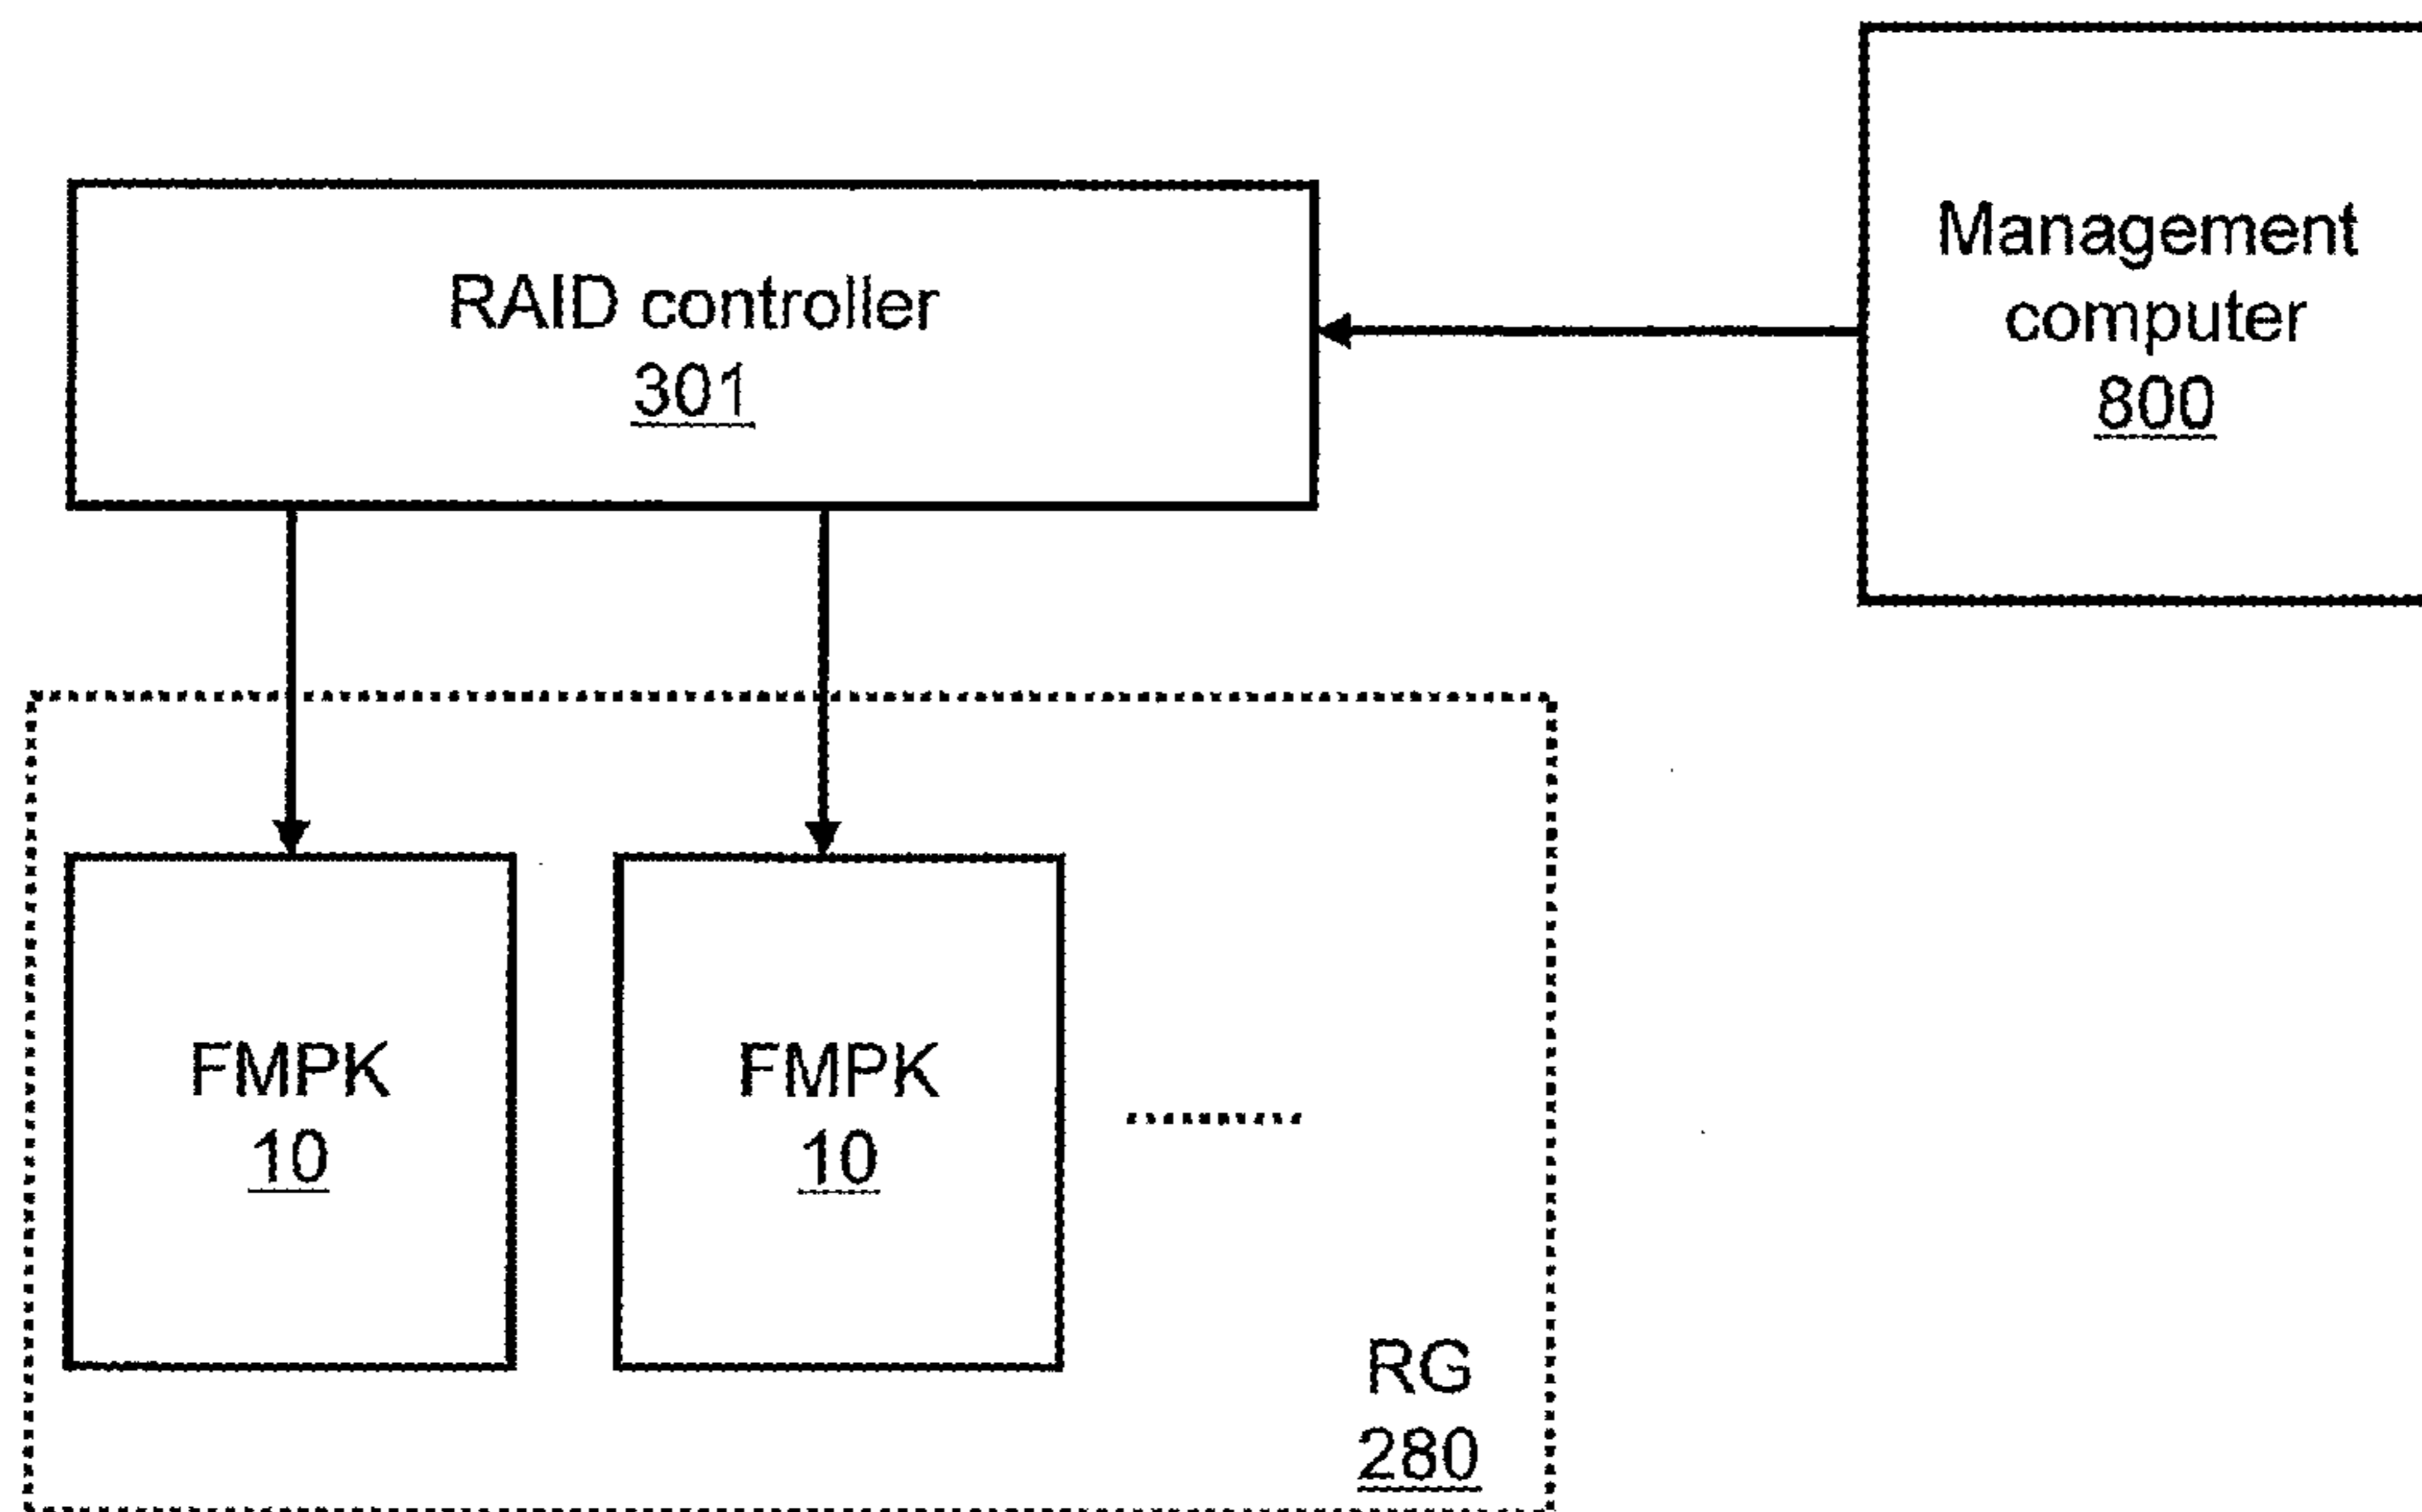 RAID controller
301
Management
computer
800
FMPK
10
FMPK
10
RG
280